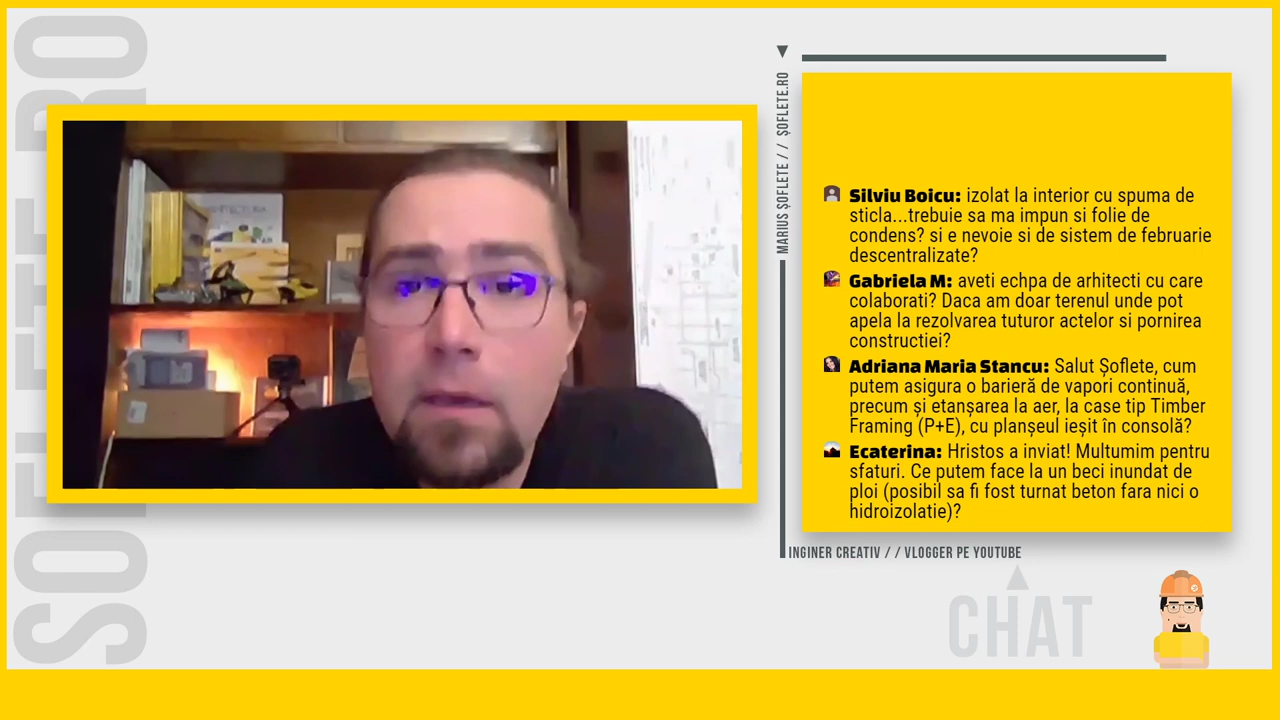 SOFLETE.RO
MARIUS ȘOFLETE // ȘOFLETE.RO
Silviu Boicu: izolat la interior cu spuma de
sticla...trebuie sa ma impun si folie de
condens? si e nevoie si de sistem de februarie
descentralizate?
Gabriela M: aveti echpa de arhitecti cu care
colaborati? Daca am doar terenul unde pot
apela la rezolvarea tuturor actelor si pornirea
constructiei?
Adriana Maria Stancu: Salut Șoflete, cum
putem asigura o barieră de vapori continuă,
precum și etanșarea la aer, la case tip Timber
Framing (P+E), cu planșeul ieșit în consolă?
Ecaterina: Hristos a inviat! Multumim pentru
sfaturi. Ce putem face la un beci inundat de
ploi (posibil sa fi fost turnat beton fara nici o
hidroizolatie)?
INGINER CREATIV // VLOGGER PE YOUTUBE
CHAT